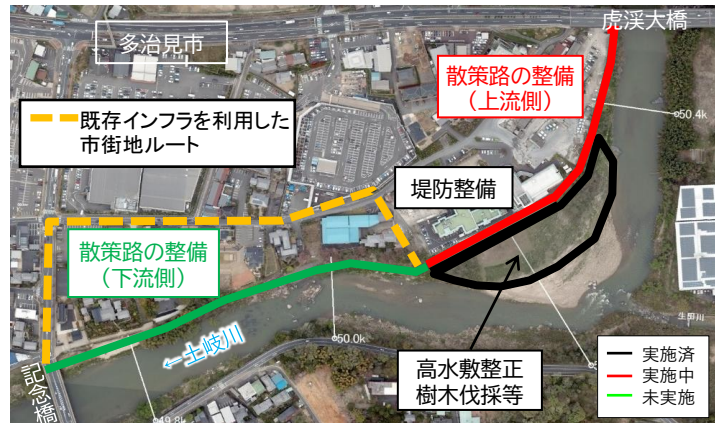 虎渓大橋
多治見市
散策路の整備
（上流側）
既存インフラを利用した
市街地ルート
50.4k
堤防整備
散策路の整備
（下流側）
生田川
←土岐川
50.0k
高水敷整正
樹木伐採等
実施済
実施中
未実施
記念橋
49.8k